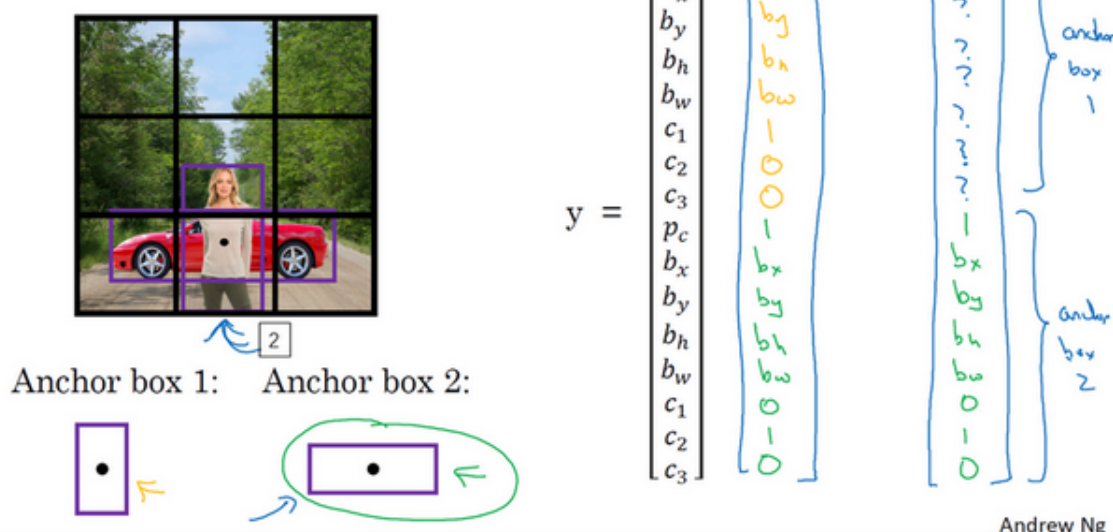 2
Anchor box 1: Anchor box 2:
y =
b_y
b_h
b_w
c_1
c_2
c_3
p_c
b_x
b_y
b_h
b_w
c_1
c_2
c_3
by
bh
bw
1
0
0
1
bx
by
bh
bw
0
1
0
?
?
?
?
?
?
1
bx
by
bh
bw
0
1
0
anchor
box
1
anchor
box
2
Andrew Ng